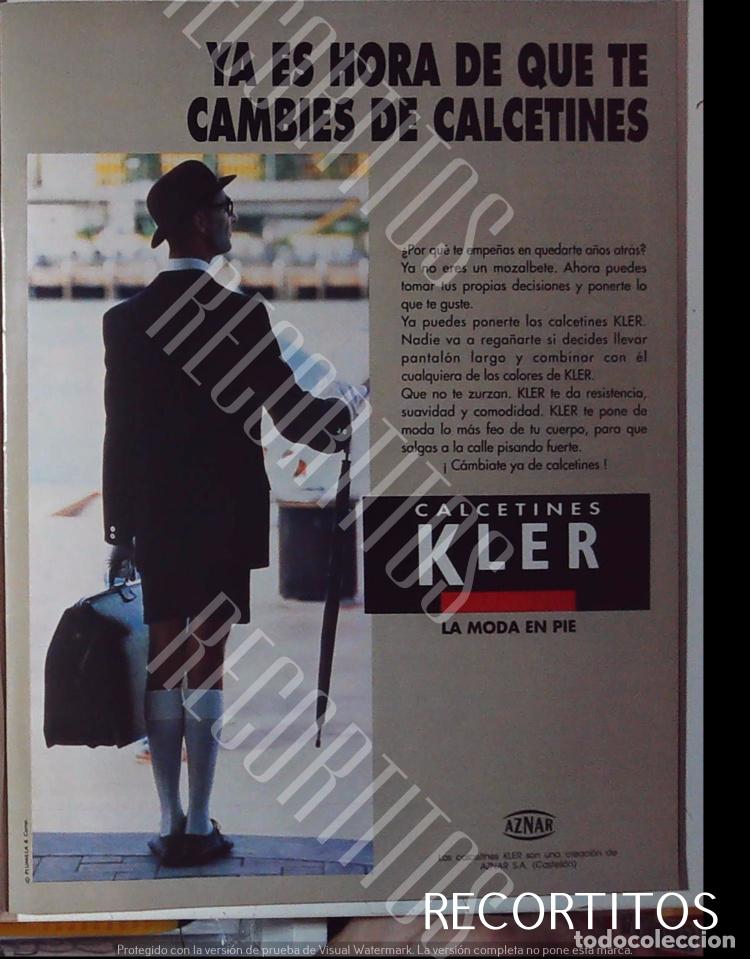 YA ES HORA DE QUE TE
CAMBIES DE CALCETINES
¿Por qué te empeñas en quedarte años atrás?
Ya no eres un mozalbete. Ahora puedes
tomar tus propias decisiones y ponerte lo
que te guste.
Ya puedes ponerte los calcetines KLER.
Nadie va a regañarte si decides llevar
pantalón largo y combinar con él
cualquiera de los colores de KLER.
Que no te zurzan. KLER te da resistencia,
suavidad y comodidad. KLER te pone de
moda lo más feo de tu cuerpo, para que
salgas a la calle pisando fuerte.
¡ Cámbiate ya de calcetines !
CALCETINES
KLER
LA MODA EN PIE
AZNAR
Los calcetines KLER son una creación de
AZNAR S.A. (Castellón)
© PLUMILLA & Comp.
RECORTITOS
RECORTITOS
RECORTITOS
RECORTITOS
RECORTITOS
todocoleccion
Protegido con la versión de prueba de Visual Watermark. La versión completa no pone esta marca.